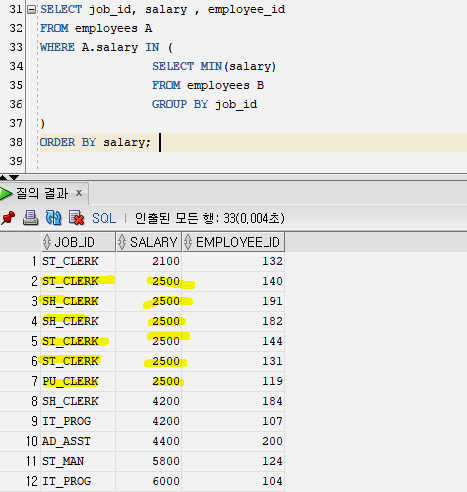 31 SELECT job_id, salary , employee_id
32 FROM employees A
33 WHERE A.salary IN (
34 SELECT MIN(salary)
35 FROM employees B
36 GROUP BY job_id
37 )
38 ORDER BY salary;
39
질의 결과 x
SQL | 인출된 모든 행: 33(0,004초)
JOB_ID SALARY EMPLOYEE_ID
1 ST_CLERK 2100 132
2 ST_CLERK 2500 140
3 SH_CLERK 2500 191
4 SH_CLERK 2500 182
5 ST_CLERK 2500 144
6 ST_CLERK 2500 131
7 PU_CLERK 2500 119
8 SH_CLERK 4200 184
9 IT_PROG 4200 107
10 AD_ASST 4400 200
11 ST_MAN 5800 124
12 IT_PROG 6000 104